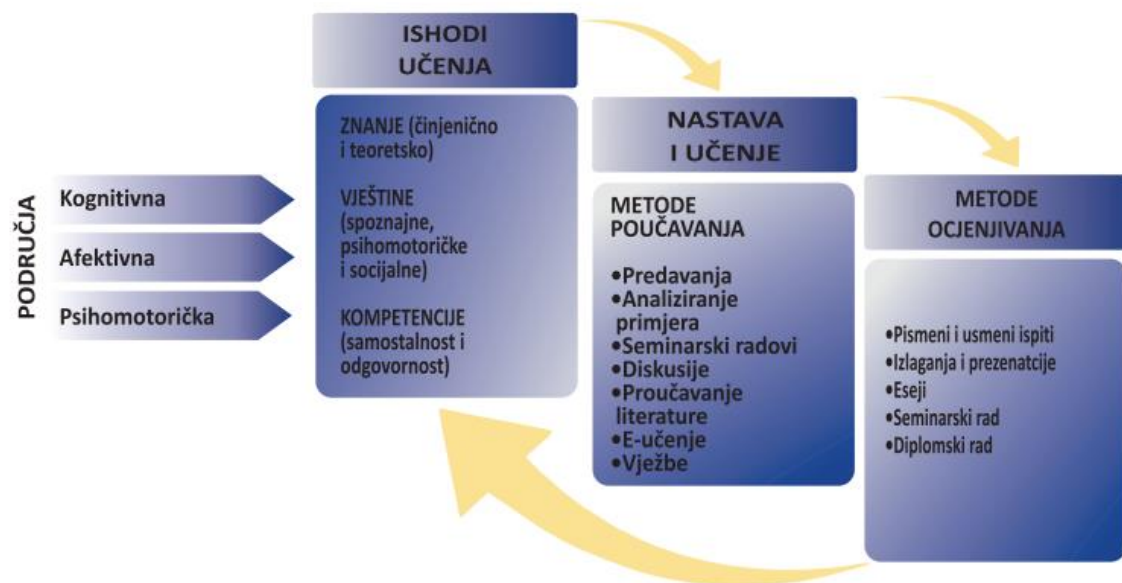 PODRUČJA
Kognitivna
Afektivna
Psihomotorička
ISHODI
UČENJA
ZNANJE (činjenično
i teoretsko)
VJEŠTINE
(spoznajne,
psihomotoričke
i socijalne)
KOMPETENCIJE
(samostalnost i
odgovornost)
NASTAVA
I UČENJE
METODE
POUČAVANJA
•Predavanja
•Analiziranje
primjera
•Seminarski radovi
•Diskusije
•Proučavanje
literature
•E-učenje
•Vježbe
METODE
OCJENJIVANJA
•Pismeni i usmeni ispiti
•Izlaganja i prezenatcije
•Eseji
•Seminarski rad
•Diplomski rad